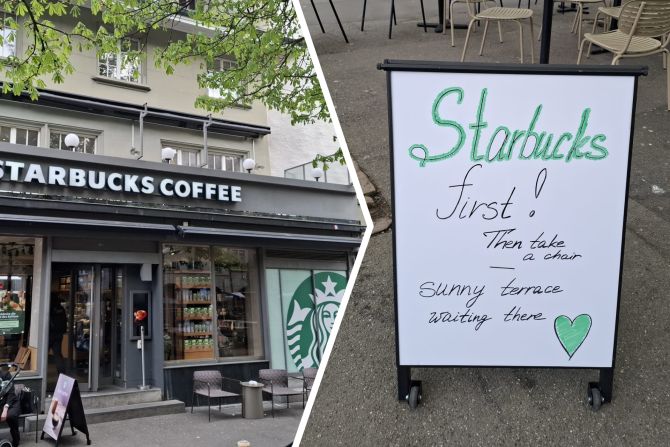 STARBUCKS COFFEE
Starbucks
first!
Then take
a chair
—
sunny terrace
waiting there